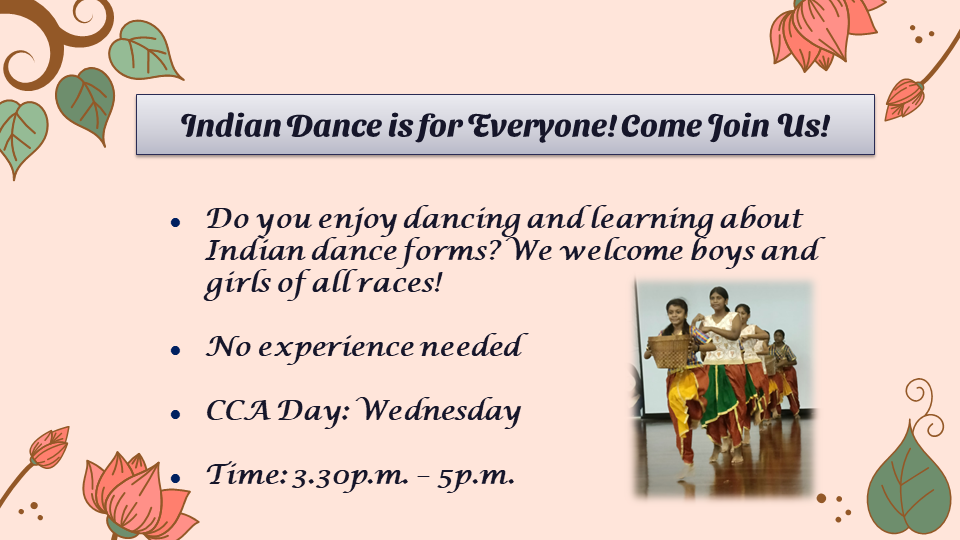 Indian Dance is for Everyone! Come Join Us!
Do you enjoy dancing and learning about
Indian dance forms? We welcome boys and
girls of all races!
No experience needed
CCA Day: Wednesday
Time: 3.30p.m. – 5p.m.